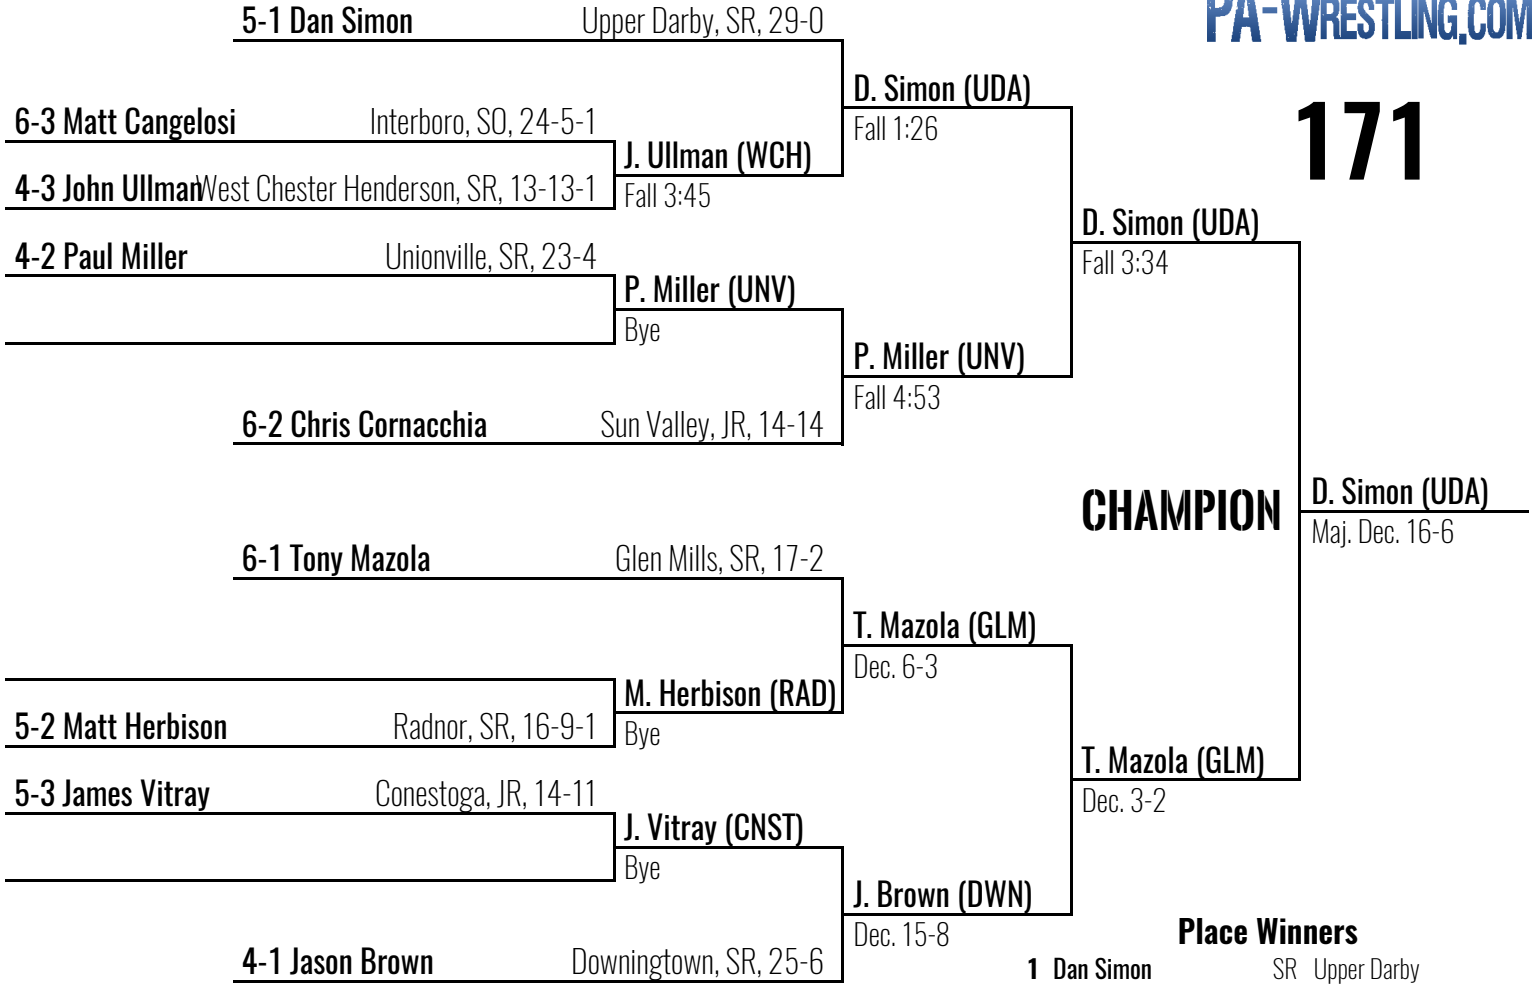 PA-WRESTLING.COM
171
5-1 Dan Simon Upper Darby, SR, 29-0
D. Simon (UDA)
Fall 1:26
6-3 Matt Cangelosi Interboro, SO, 24-5-1
J. Ullman (WCH)
Fall 3:45
4-3 John Ullman West Chester Henderson, SR, 13-13-1
D. Simon (UDA)
Fall 3:34
4-2 Paul Miller Unionville, SR, 23-4
P. Miller (UNV)
Bye
P. Miller (UNV)
Fall 4:53
6-2 Chris Cornacchia Sun Valley, JR, 14-14
CHAMPION
D. Simon (UDA)
Maj. Dec. 16-6
6-1 Tony Mazola Glen Mills, SR, 17-2
T. Mazola (GLM)
Dec. 6-3
M. Herbison (RAD)
Bye
5-2 Matt Herbison Radnor, SR, 16-9-1
T. Mazola (GLM)
Dec. 3-2
5-3 James Vitray Conestoga, JR, 14-11
J. Vitray (CNST)
Bye
J. Brown (DWN)
Dec. 15-8
4-1 Jason Brown Downingtown, SR, 25-6
Place Winners
1 Dan Simon SR Upper Darby